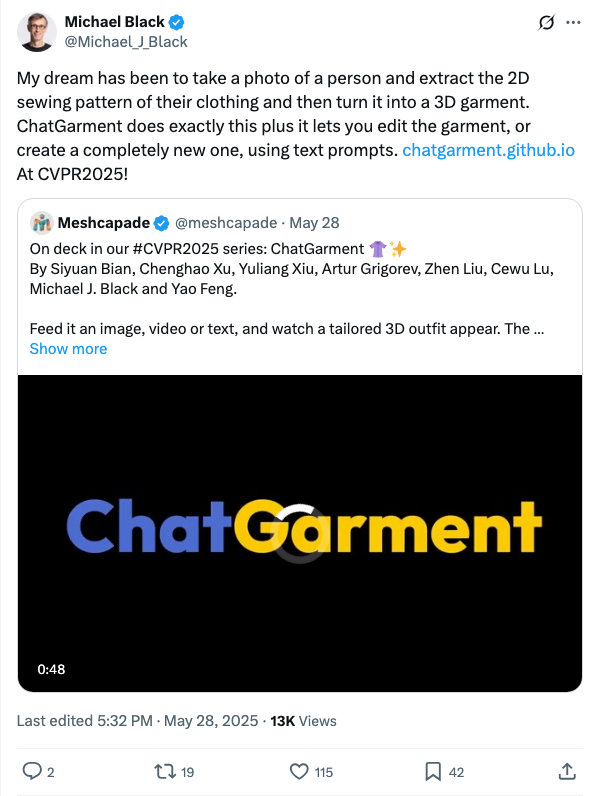 Michael Black
@Michael_J_Black
My dream has been to take a photo of a person and extract the 2D
sewing pattern of their clothing and then turn it into a 3D garment.
ChatGarment does exactly this plus it lets you edit the garment, or
create a completely new one, using text prompts. chatgarment.github.io
At CVPR2025!
Meshcapade @meshcapade · May 28
On deck in our #CVPR2025 series: ChatGarment 👚✨
By Siyuan Bian, Chenghao Xu, Yuliang Xiu, Artur Grigorev, Zhen Liu, Cewu Lu,
Michael J. Black and Yao Feng.
Feed it an image, video or text, and watch a tailored 3D outfit appear. The ...
Show more
ChatGarment
0:48
Last edited 5:32 PM · May 28, 2025 · 13K Views
2 19 115 42